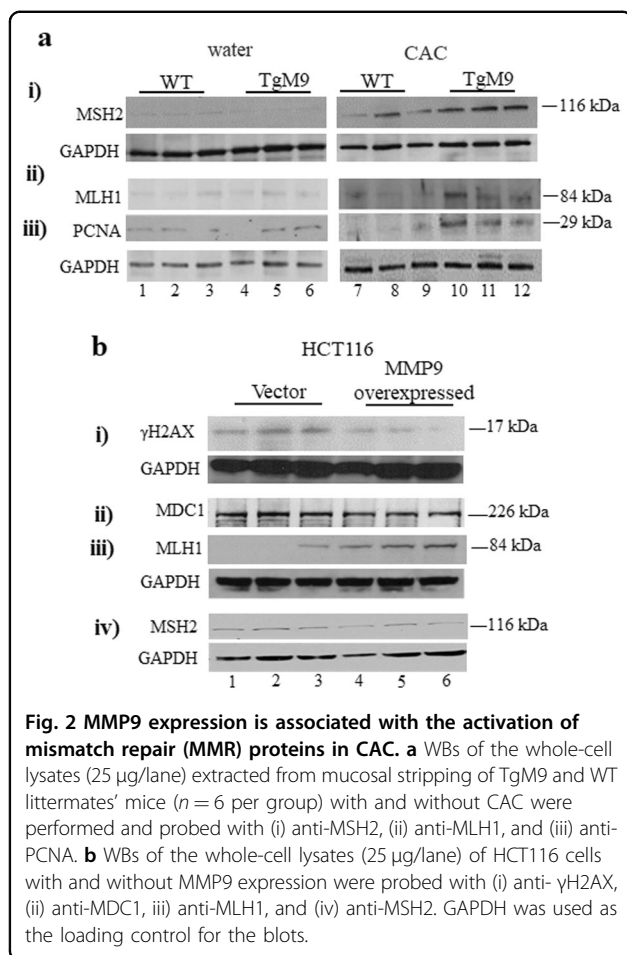 a
water CAC
WT TgM9 WT TgM9
i)
MSH2 116 kDa
GAPDH
ii)
MLH1 84 kDa
iii) PCNA 29 kDa
GAPDH
1 2 3 4 5 6 7 8 9 10 11 12
b
HCT116
Vector MMP9 overexpressed
i) γH2AX 17 kDa
GAPDH
ii) MDC1 226 kDa
iii) MLH1 84 kDa
GAPDH
iv) MSH2 116 kDa
GAPDH
1 2 3 4 5 6
Fig. 2 MMP9 expression is associated with the activation of
mismatch repair (MMR) proteins in CAC. a WBs of the whole-cell
lysates (25 µg/lane) extracted from mucosal stripping of TgM9 and WT
littermates' mice (n = 6 per group) with and without CAC were
performed and probed with (i) anti-MSH2, (ii) anti-MLH1, and (iii) anti-
PCNA. b WBs of the whole-cell lysates (25 µg/lane) of HCT116 cells
with and without MMP9 expression were probed with (i) anti- γH2AX,
(ii) anti-MDC1, iii) anti-MLH1, and (iv) anti-MSH2. GAPDH was used as
the loading control for the blots.